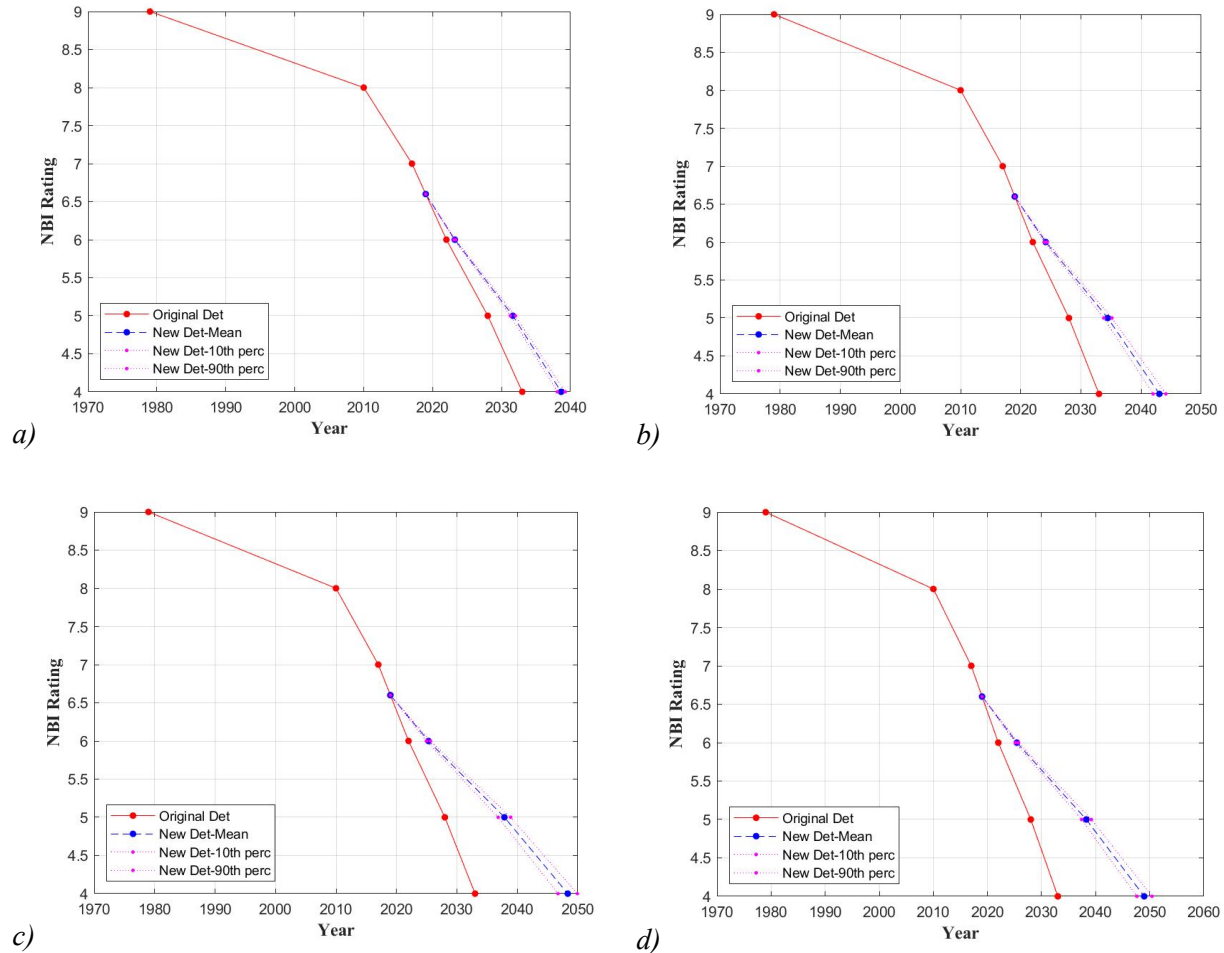 9
8.5
8
7.5
7
6.5
6
5.5
5
4.5
4
NBI Rating
Original Det
New Det-Mean
New Det-10th perc
New Det-90th perc
1970 1980 1990 2000 2010 2020 2030 2040
Year
a)
9
8.5
8
7.5
7
6.5
6
5.5
5
4.5
4
NBI Rating
Original Det
New Det-Mean
New Det-10th perc
New Det-90th perc
1970 1980 1990 2000 2010 2020 2030 2040 2050
Year
b)
9
8.5
8
7.5
7
6.5
6
5.5
5
4.5
4
NBI Rating
Original Det
New Det-Mean
New Det-10th perc
New Det-90th perc
1970 1980 1990 2000 2010 2020 2030 2040 2050
Year
c)
9
8.5
8
7.5
7
6.5
6
5.5
5
4.5
4
NBI Rating
Original Det
New Det-Mean
New Det-10th perc
New Det-90th perc
1970 1980 1990 2000 2010 2020 2030 2040 2050 2060
Year
d)